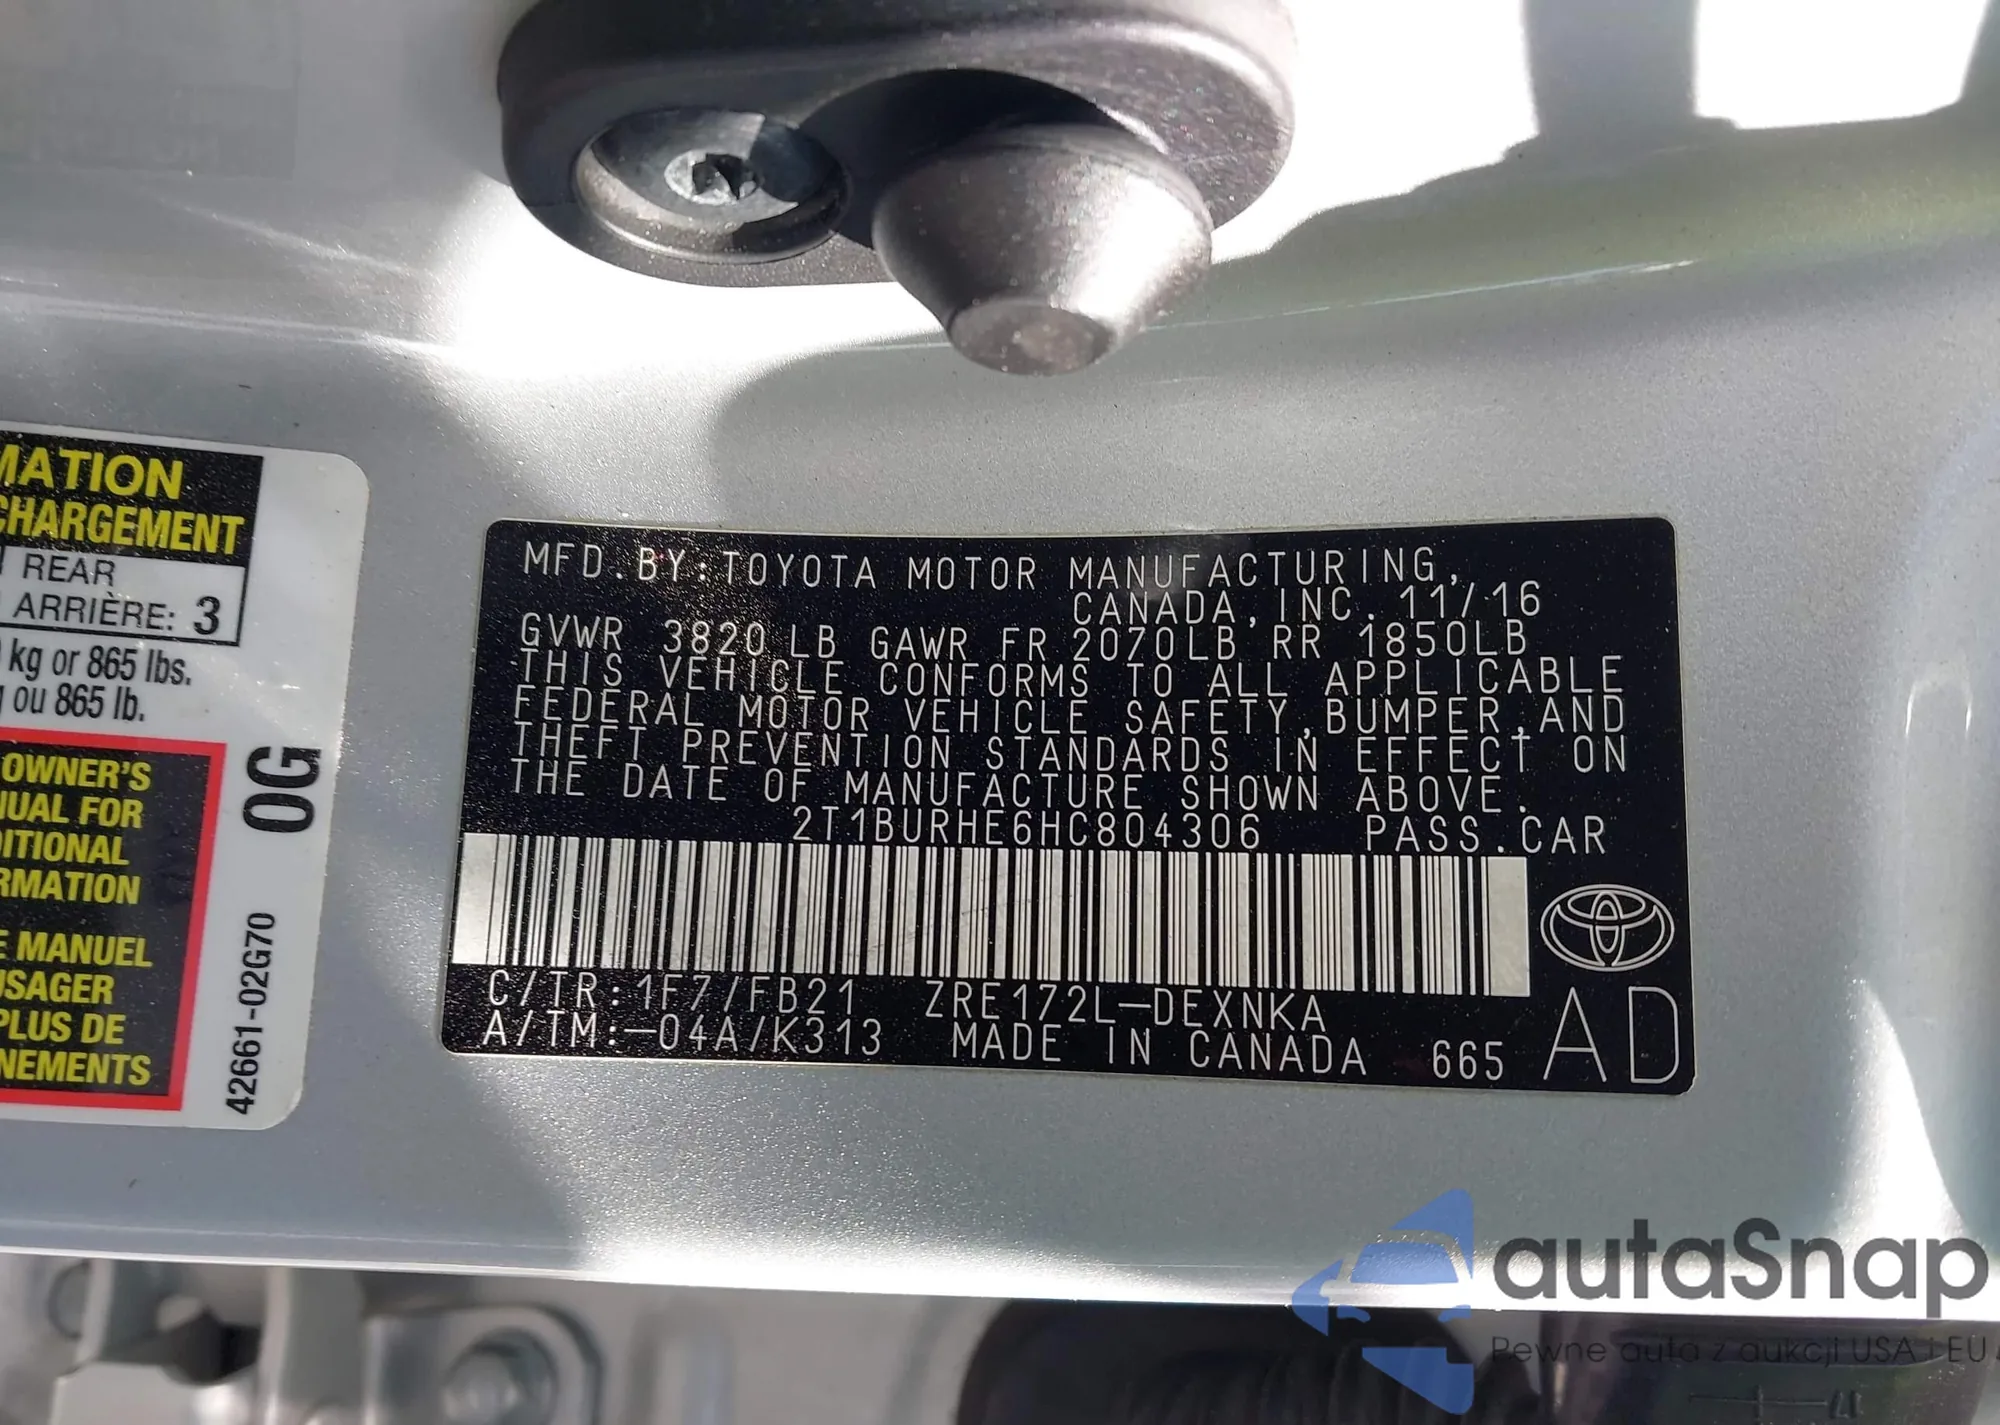 MATION
CHARGEMENT
REAR
ARRIÈRE: 3
kg or 865 lbs.
ou 865 lb.
OWNER'S
UAL FOR
ITIONAL
RMATION
E MANUEL
USAGER
PLUS DE
NEMENTS
0G
42661-02G70
MFD.BY:TOYOTA MOTOR MANUFACTURING,
CANADA,INC. 11/16
GVWR 3820 LB GAWR FR 2070LB RR 1850LB
THIS VEHICLE CONFORMS TO ALL APPLICABLE
FEDERAL MOTOR VEHICLE SAFETY,BUMPER,AND
THEFT PREVENTION STANDARDS IN EFFECT ON
THE DATE OF MANUFACTURE SHOWN ABOVE.
2T1BURHE6HC804306 PASS.CAR
C/TR:1F7/FB21 ZRE172L-DEXNKA
A/TM:-04A/K313 MADE IN CANADA 665
AD
autaSnap
Pewne auta z aukcji USA i EU